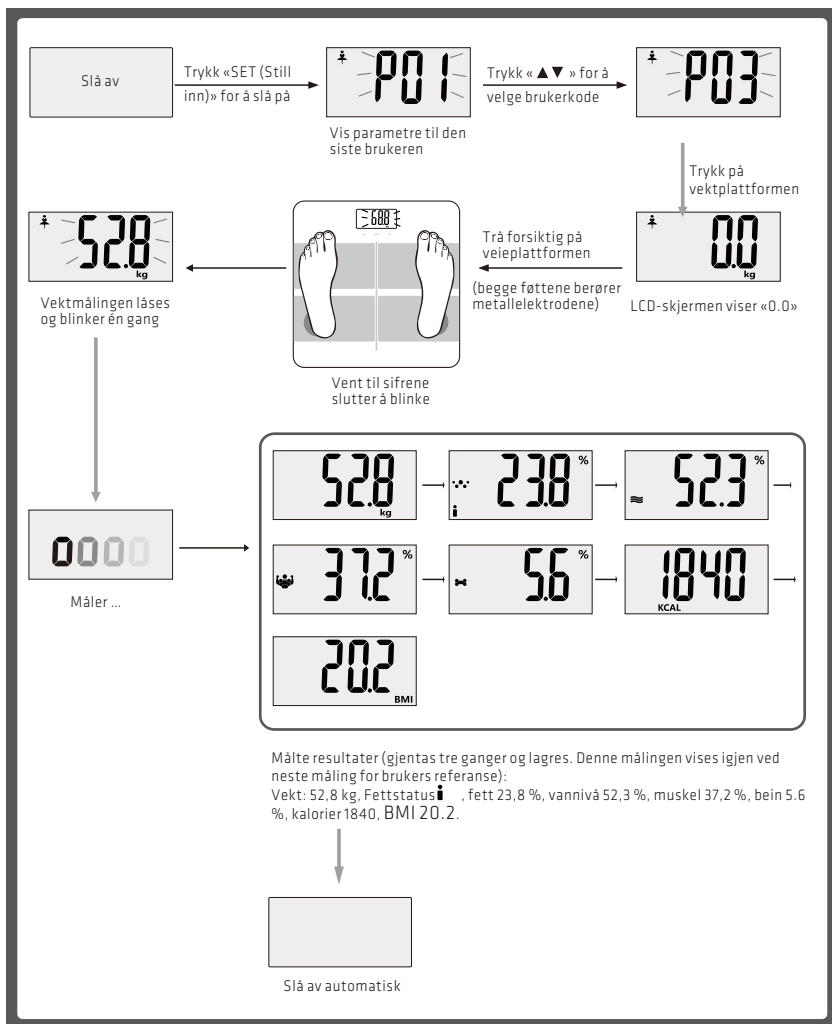 Slå av
Trykk «SET (Still
inn)» for å slå på
P01
Vis parametre til den
siste brukeren
Trykk «▲▼ » for å
velge brukerkode
P03
Trykk på
vektplattformen
0.0
kg
LCD-skjermen viser «0.0»
Trå forsiktig på
veieplattformen
(begge føttene berører
metallelektrodene)
68.8
Vent til sifrene
slutter å blinke
52.8
kg
Vektmålingen låses
og blinker én gang
0000
Måler ...
52.8
kg
23.8 %
52.3 %
37.2 %
5.6 %
1840
KCAL
20.2
BMI
Målte resultater (gjentas tre ganger og lagres. Denne målingen vises igjen ved
neste måling for brukers referanse):
Vekt: 52,8 kg, Fettstatus , fett 23,8 %, vannivå 52,3 %, muskel 37,2 %, bein 5.6
%, kalorier 1840, BMI 20.2.
Slå av automatisk